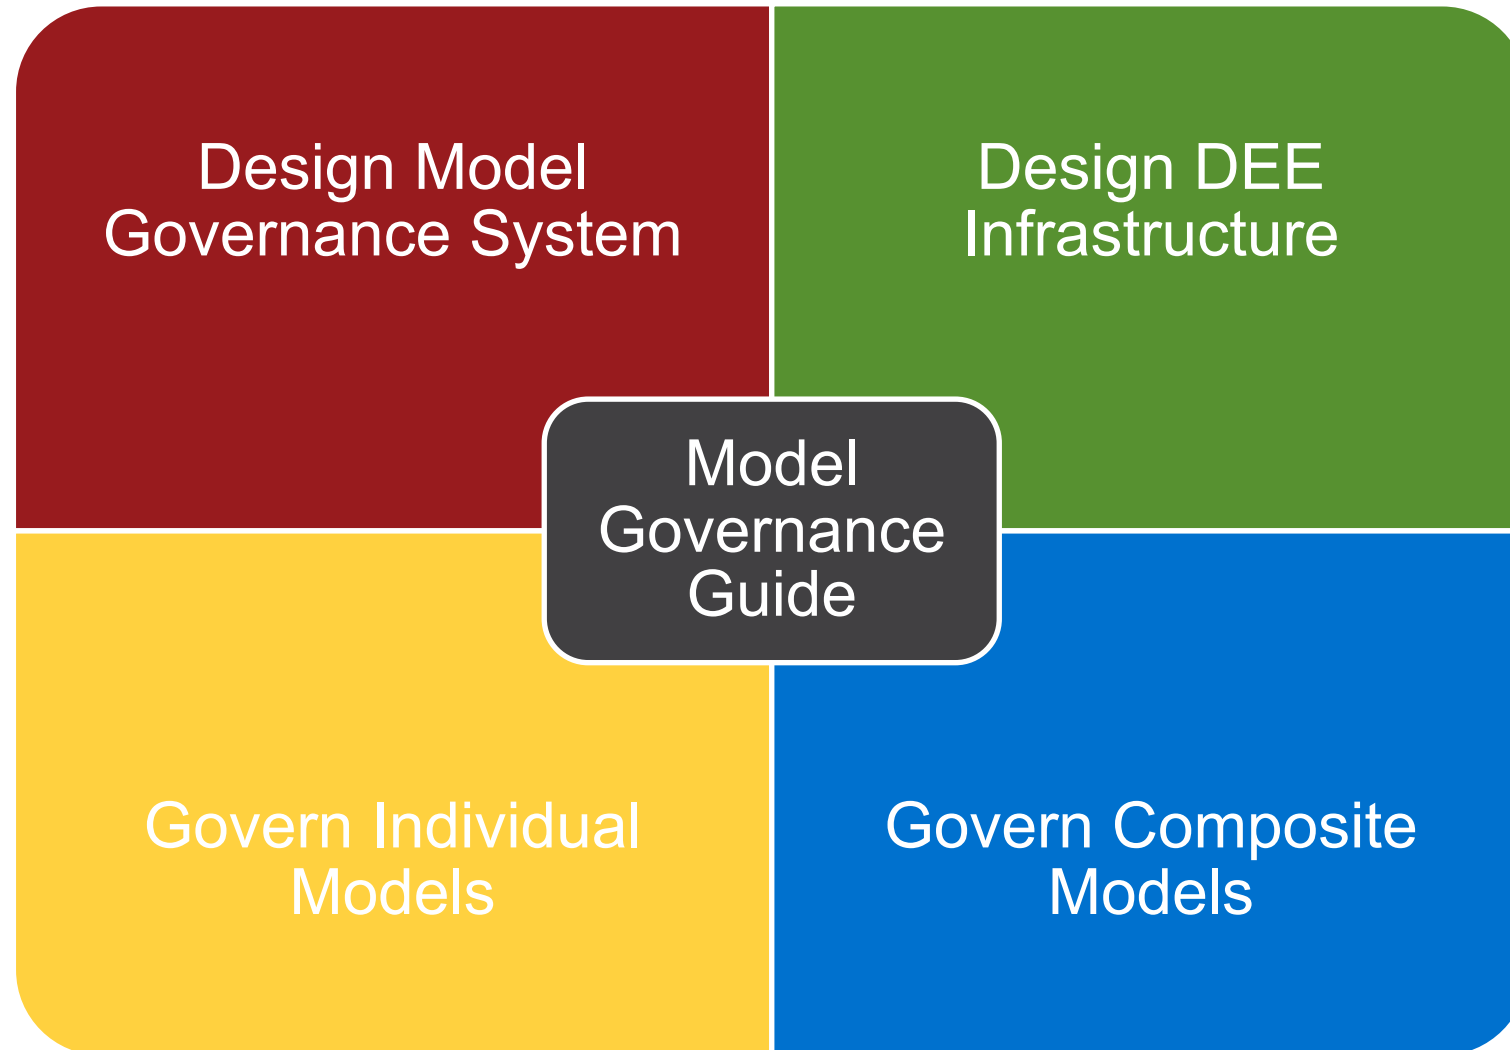 Design Model
Governance System
Design DEE
Infrastructure
Model
Governance
Guide
Govern Individual
Models
Govern Composite
Models